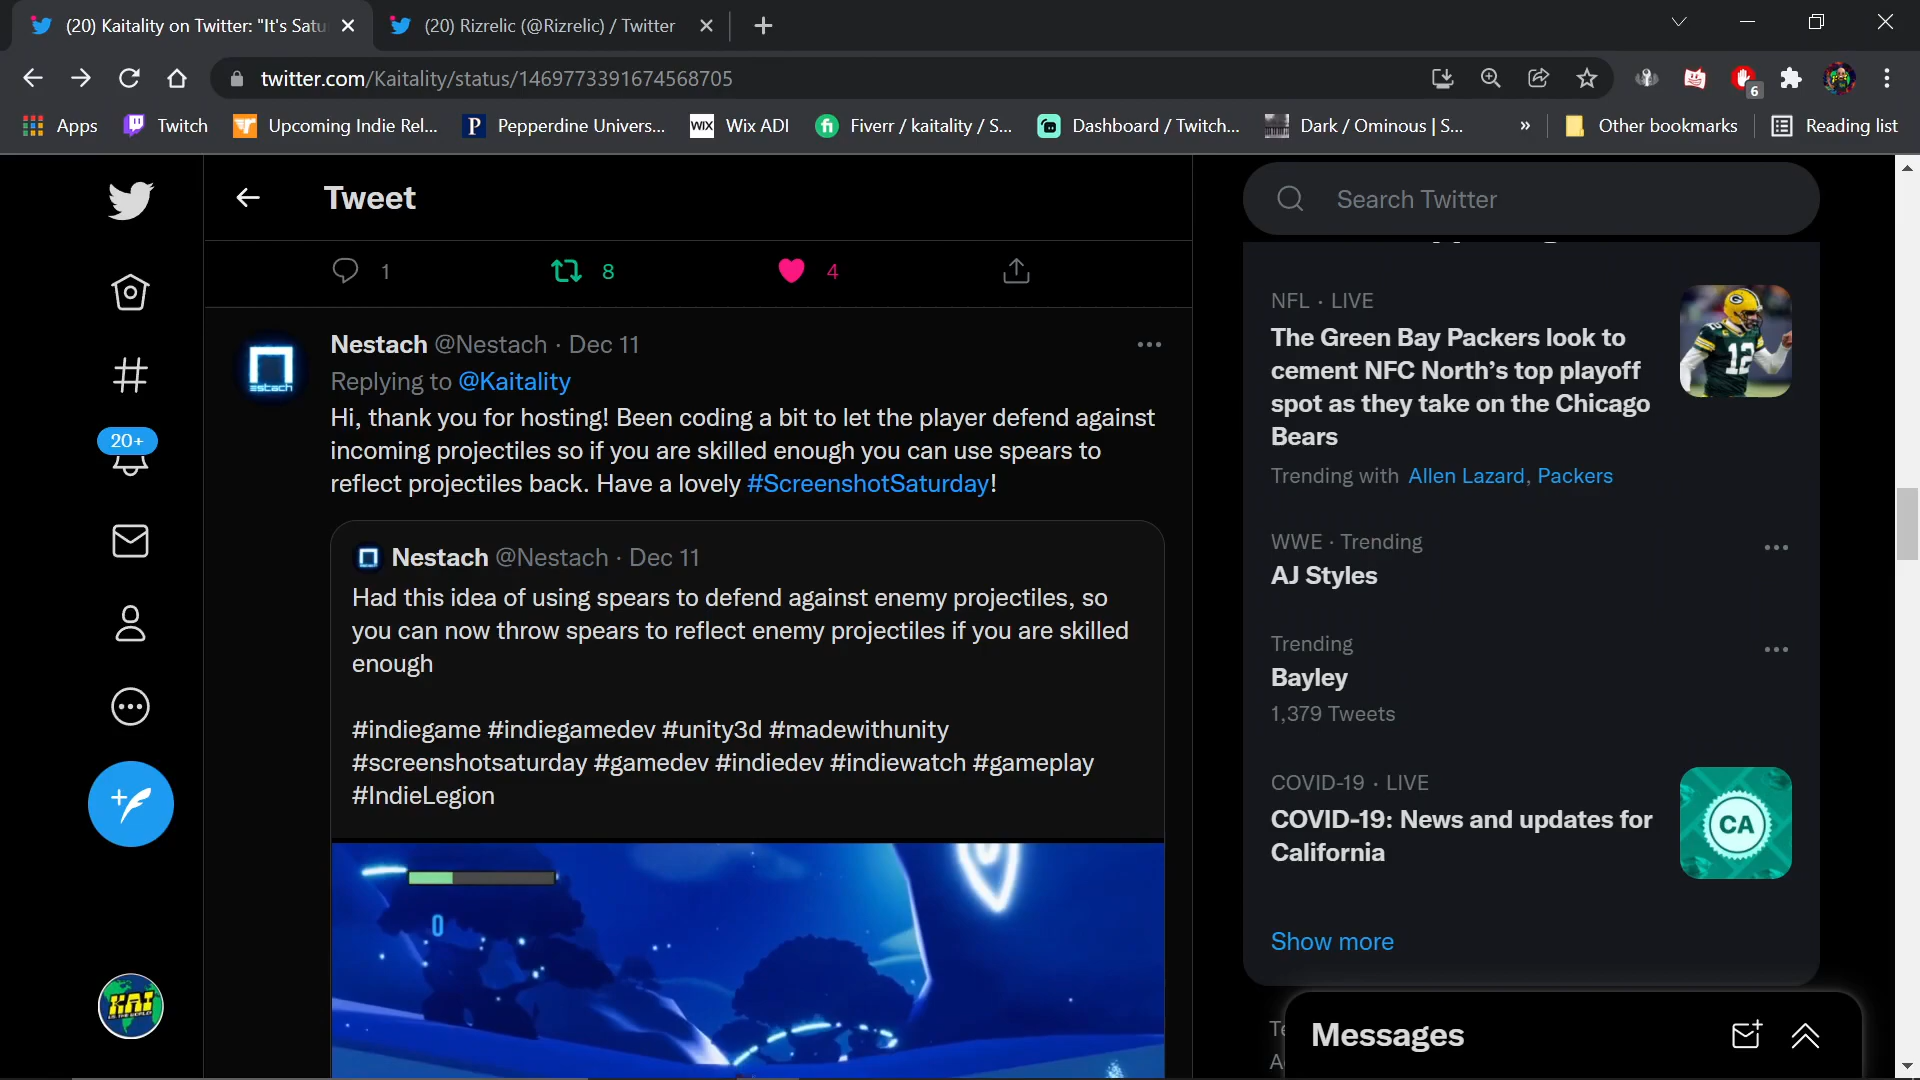 (20) Kaitality on Twitter: "It's Satu
(20) Rizrelic (@Rizrelic) / Twitter
twitter.com/Kaitality/status/1469773391674568705
6
Apps
Twitch
Upcoming Indie Rel...
P
Pepperdine Univers...
WIX
Wix ADI
fi
Fiverr / kaitality / S...
Dashboard / Twitch...
Dark / Ominous | S...
»
Other bookmarks
Reading list
Tweet
Search Twitter
1
8
4
20+
Nestach @Nestach · Dec 11
Replying to @Kaitality
Hi, thank you for hosting! Been coding a bit to let the player defend against
incoming projectiles so if you are skilled enough you can use spears to
reflect projectiles back. Have a lovely #ScreenshotSaturday!
Nestach @Nestach · Dec 11
Had this idea of using spears to defend against enemy projectiles, so
you can now throw spears to reflect enemy projectiles if you are skilled
enough
#indiegame #indiegamedev #unity3d #madewithunity
#screenshotsaturday #gamedev #indiedev #indiewatch #gameplay
#IndieLegion
0
KAI
NFL · LIVE
The Green Bay Packers look to
cement NFC North's top playoff
spot as they take on the Chicago
Bears
12
Trending with Allen Lazard, Packers
WWE · Trending
AJ Styles
Trending
Bayley
1,379 Tweets
COVID-19 · LIVE
COVID-19: News and updates for
California
CA
Show more
Messages